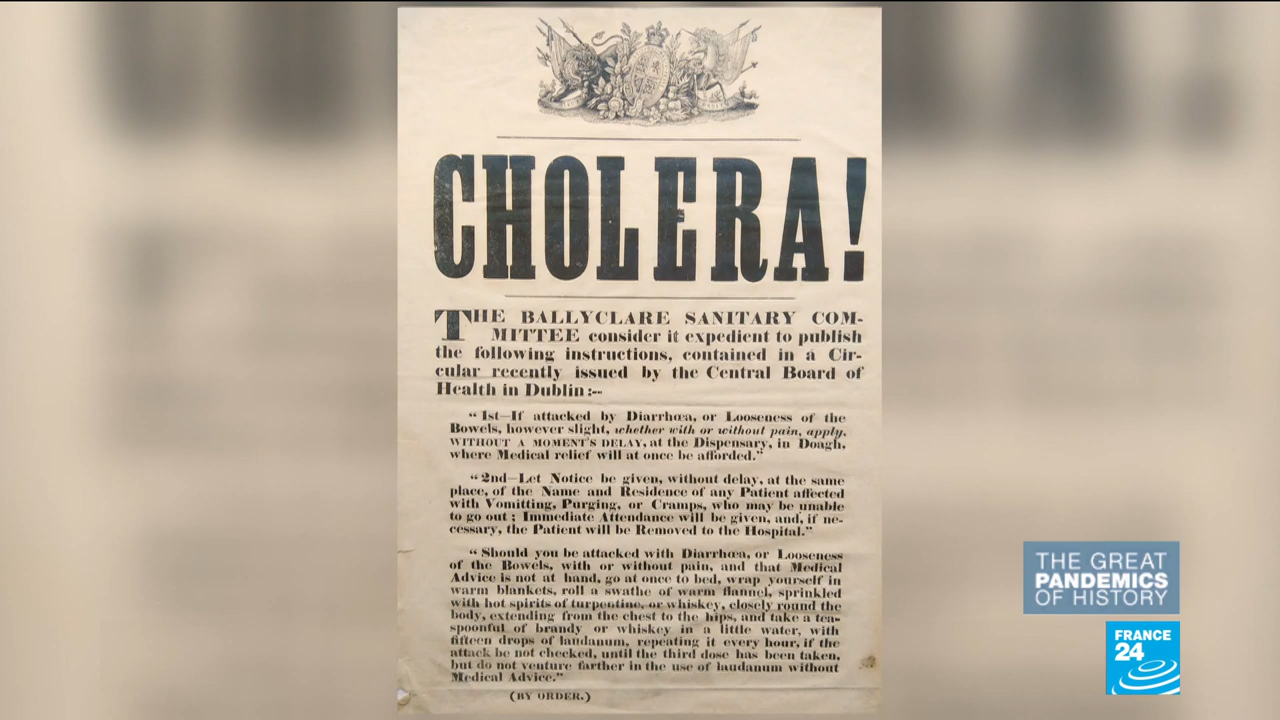 CHOLERA!
THE BALLYCLARE SANITARY COM-
MITTEE consider it expedient to publish
the following instructions, contained in a Cir-
cular recently issued by the Central Board of
Health in Dublin:--
“1st—If attacked by Diarrhœa, or Looseness of the
Bowels, however slight, whether with or without pain, apply,
WITHOUT A MOMENT'S DELAY, at the Dispensary, in Doagh,
where Medical relief will at once be afforded.”
“2nd—Let Notice be given, without delay, at the same
place, of the Name and Residence of any Patient affected
with Vomitting, Purging, or Cramps, who may be unable
to go out; Immediate Attendance will be given, and, if ne-
cessary, the Patient will be Removed to the Hospital.”
“Should you be attacked with Diarrhœa, or Looseness
of the Bowels, with or without pain, and that Medical
Advice is not at hand, go at once to bed, wrap yourself in
warm blankets, roll a swathe of warm flannel, sprinkled
with hot spirits of turpentine, or whiskey, closely round the
body, extending from the chest to the hips, and take a tea-
spoonful of brandy or whiskey in a little water, with
fifteen drops of laudanum, repeating it every hour, if the
attack be not checked, until the third dose has been taken,
but do not venture farther in the use of laudanum without
Medical Advice.”
(BY ORDER.)
THE GREAT
PANDEMICS
OF HISTORY
FRANCE
24